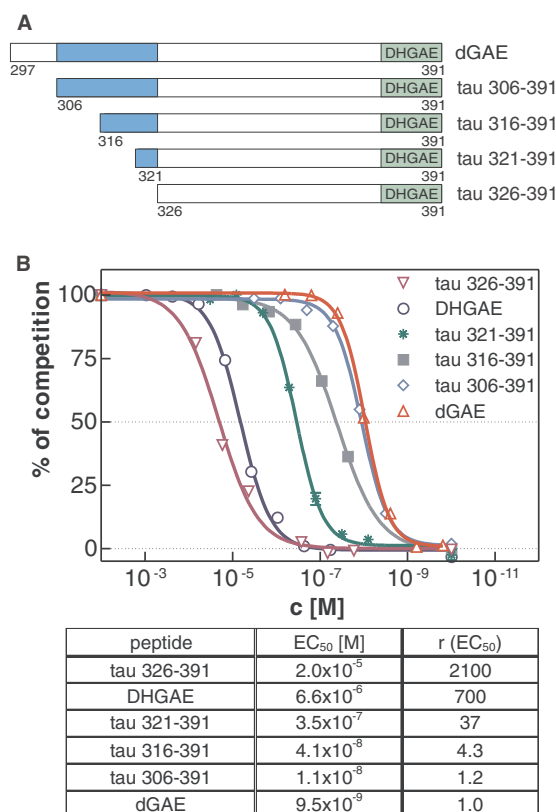 A
DHGAE dGAE
297 391
DHGAE tau 306-391
306 391
DHGAE tau 316-391
316 391
DHGAE tau 321-391
321 391
DHGAE tau 326-391
326 391
B
% of competition
100
75
50
25
0
tau 326-391
DHGAE
tau 321-391
tau 316-391
tau 306-391
dGAE
10⁻³ 10⁻⁵ 10⁻⁷ 10⁻⁹ 10⁻¹¹
c [M]
peptide EC₅₀ [M] r (EC₅₀)
tau 326-391 2.0x10⁻⁵ 2100
DHGAE 6.6x10⁻⁶ 700
tau 321-391 3.5x10⁻⁷ 37
tau 316-391 4.1x10⁻⁸ 4.3
tau 306-391 1.1x10⁻⁸ 1.2
dGAE 9.5x10⁻⁹ 1.0